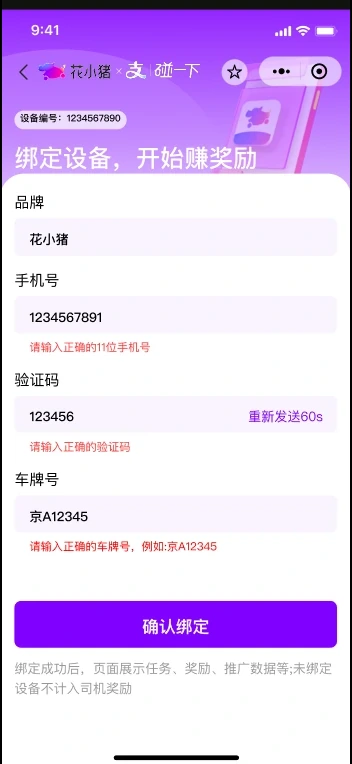 9:41
花小猪 × 支 碰一下
设备编号：1234567890
绑定设备，开始赚奖励
品牌
花小猪
手机号
1234567891
请输入正确的11位手机号
验证码
123456 重新发送60s
请输入正确的验证码
车牌号
京A12345
请输入正确的车牌号，例如:京A12345
确认绑定
绑定成功后，页面展示任务、奖励、推广数据等;未绑定
设备不计入司机奖励